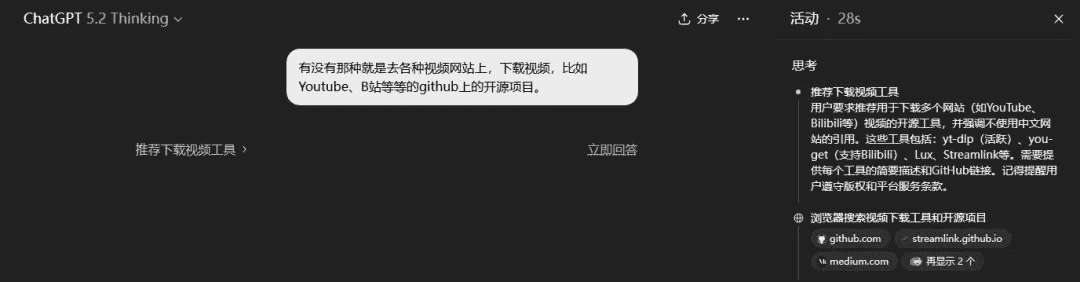 ChatGPT 5.2 Thinking
分享
有没有那种就是去各种视频网站上，下载视频，比如
Youtube、B站等等的github上的开源项目。
推荐下载视频工具 >
立即回答
活动 · 28s
思考
推荐下载视频工具
用户要求推荐用于下载多个网站（如YouTube、
Bilibili等）视频的开源工具，并强调不使用中文网
站的引用。这些工具包括：yt-dlp（活跃）、you-
get（支持Bilibili）、Lux、Streamlink等。需要提
供每个工具的简要描述和GitHub链接。记得提醒用
户遵守版权和平台服务条款。
浏览器搜索视频下载工具和开源项目
github.com
streamlink.github.io
medium.com
再显示 2 个